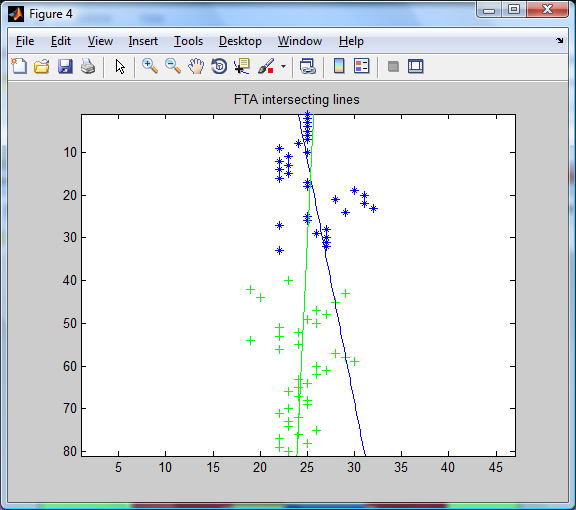 Figure 4
File Edit View Insert Tools Desktop Window Help
FTA intersecting lines
10
20
30
40
50
60
70
80
5 10 15 20 25 30 35 40 45